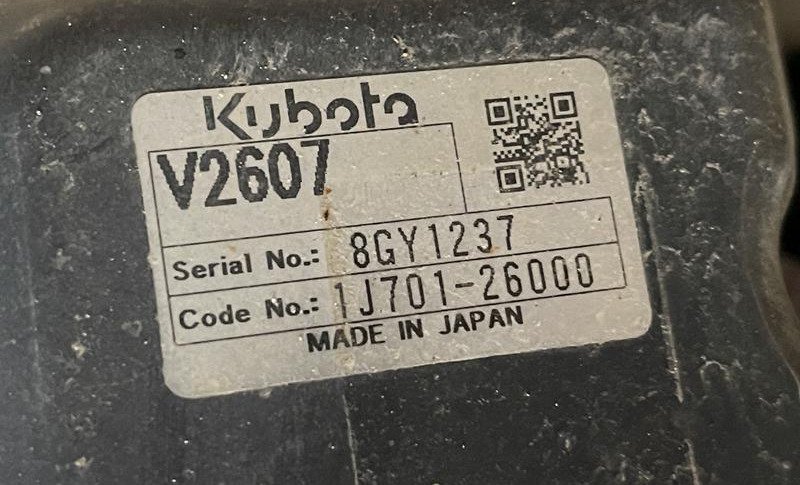 Kubota
V2607
Serial No.: 8GY1237
Code No.: 1J701-26000
MADE IN JAPAN